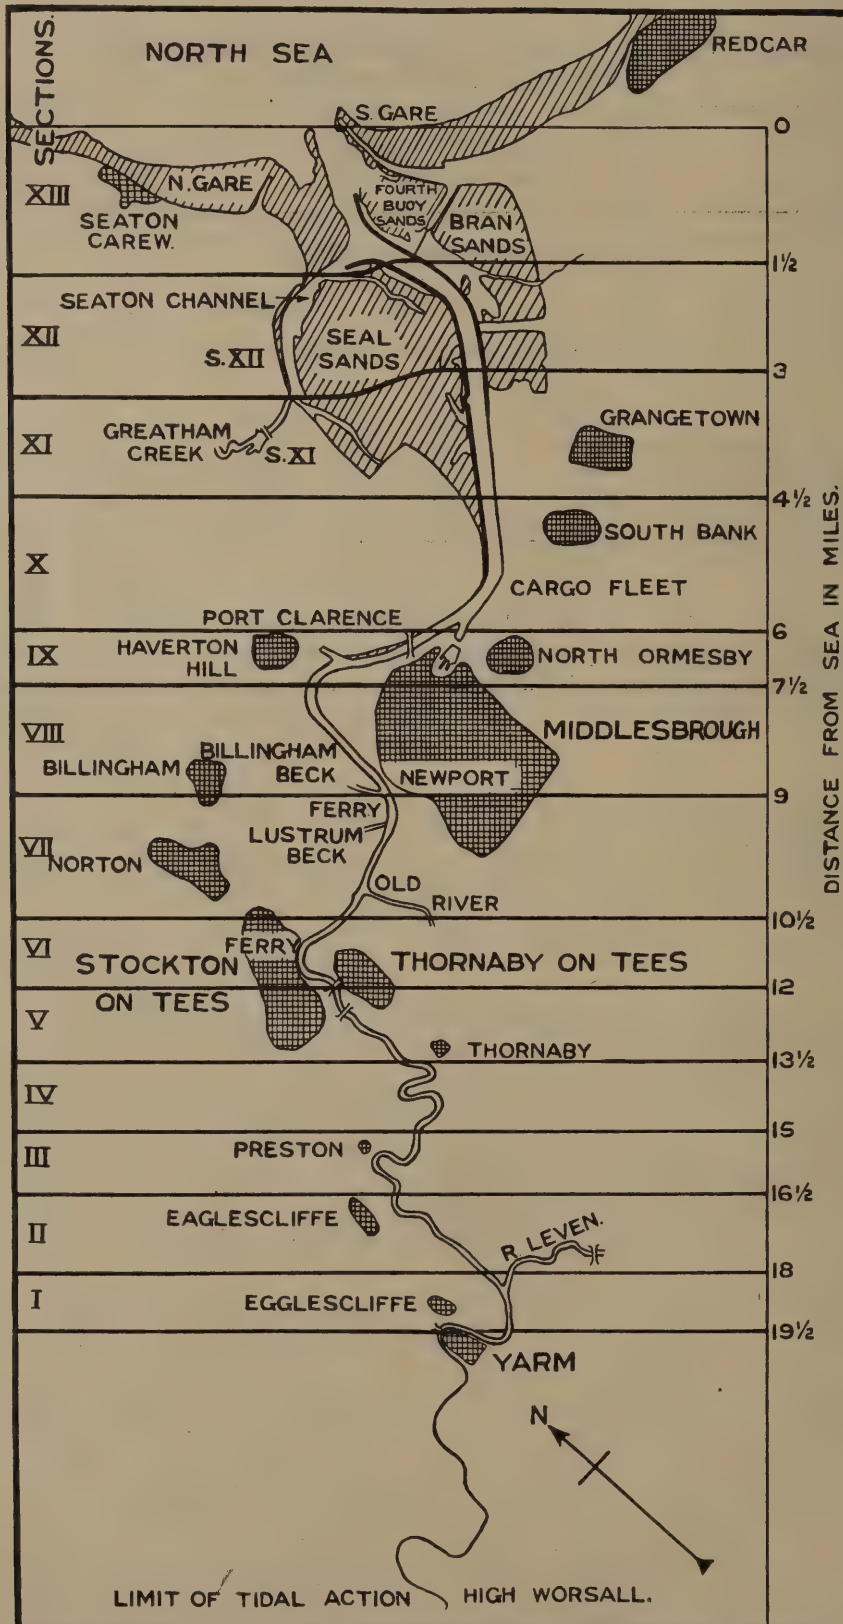 NORTH SEA
REDCAR
SECTIONS.
S. GARE
0
XIII
N. GARE
FOURTH
BUOY
SANDS
BRAN
SANDS
SEATON
CAREW.
1½
SEATON CHANNEL
XII
S.XII
SEAL
SANDS
3
XI
GREATHAM
CREEK
S.XI
GRANGETOWN
4½
SOUTH BANK
X
CARGO FLEET
PORT CLARENCE
6
IX
HAVERTON
HILL
NORTH ORMESBY
7½
VIII
MIDDLESBROUGH
BILLINGHAM
BILLINGHAM
BECK
NEWPORT
9
FERRY
LUSTRUM
BECK
VII
NORTON
OLD
RIVER
10½
VI
FERRY
STOCKTON
ON TEES
THORNABY ON TEES
12
V
THORNABY
13½
IV
15
III
PRESTON
16½
II
EAGLESCLIFFE
R. LEVEN.
18
I
EGGLESCLIFFE
19½
YARM
N
LIMIT OF TIDAL ACTION HIGH WORSALL.
DISTANCE FROM SEA IN MILES.